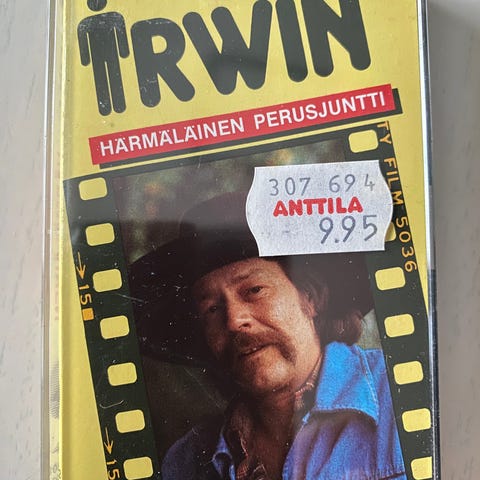 IRWIN
HÄRMÄLÄINEN PERUSJUNTTI
307 694
ANTTILA
9.95
TY FILM 5036
→15
→15